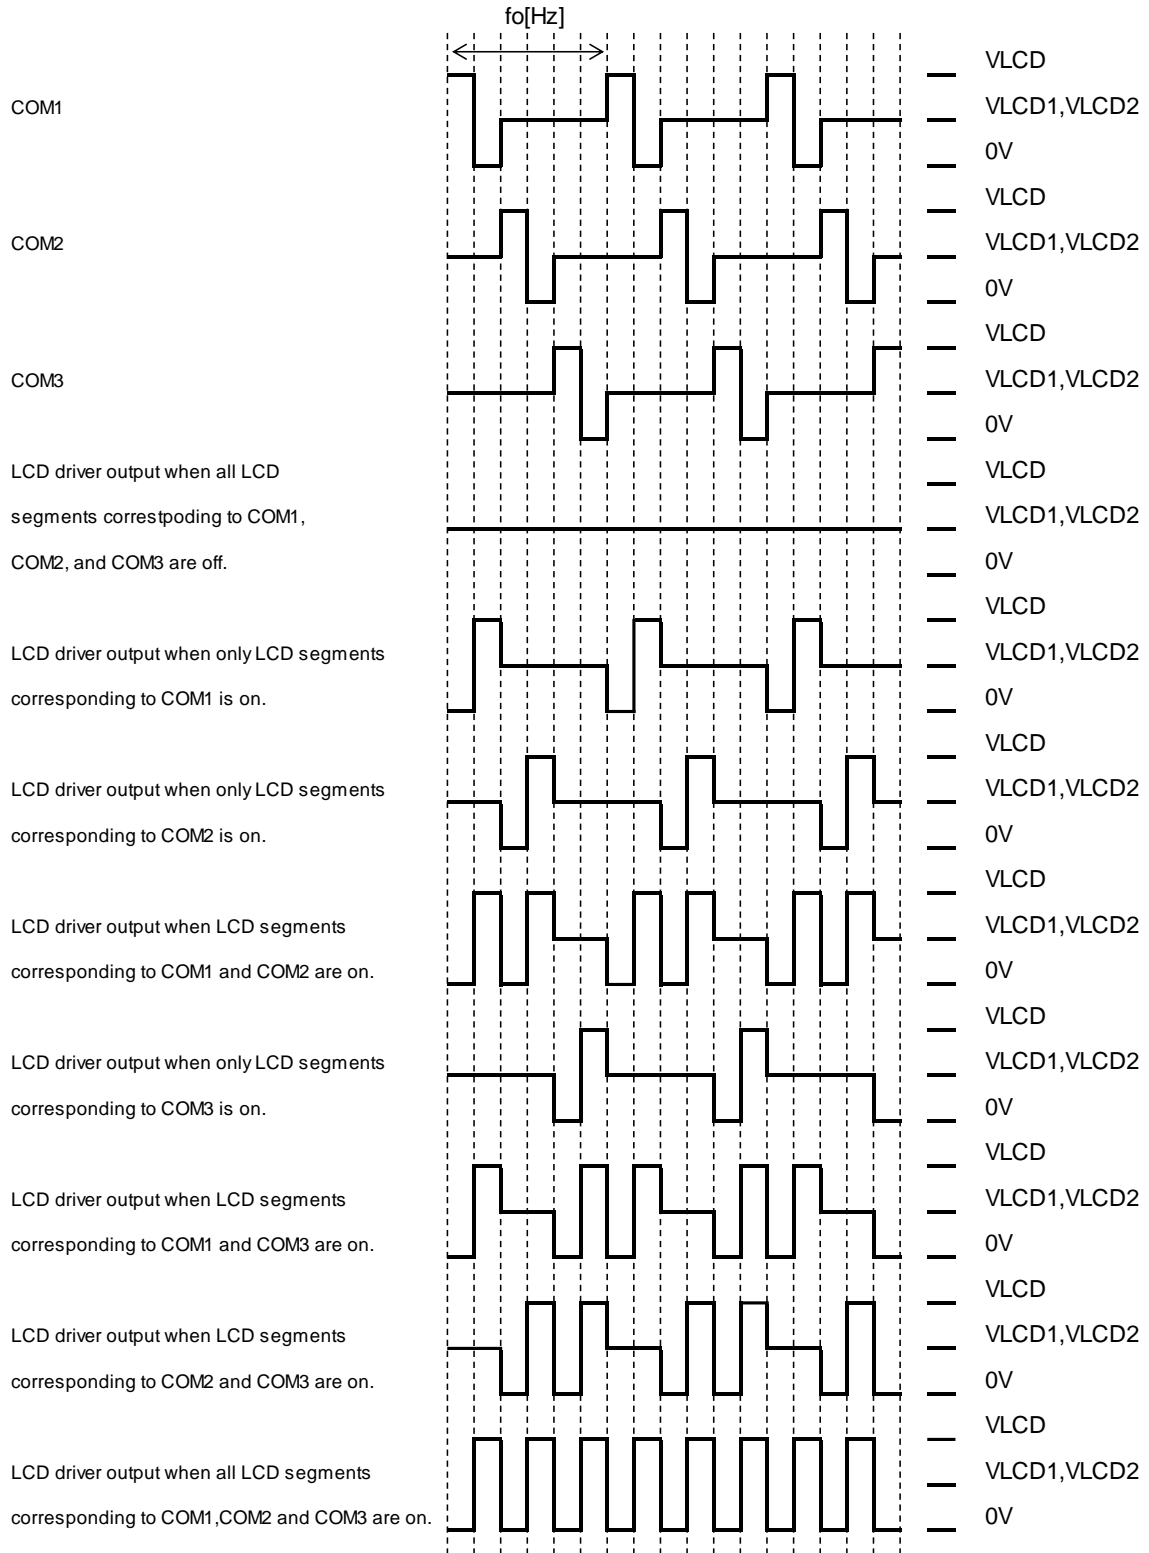 fo[Hz]
VLCD
COM1
VLCD1,VLCD2
0V
VLCD
COM2
VLCD1,VLCD2
0V
VLCD
COM3
VLCD1,VLCD2
0V
LCD driver output when all LCD
VLCD
segments correstpoding to COM1,
VLCD1,VLCD2
COM2, and COM3 are off.
0V
VLCD
LCD driver output when only LCD segments
VLCD1,VLCD2
corresponding to COM1 is on.
0V
VLCD
LCD driver output when only LCD segments
VLCD1,VLCD2
corresponding to COM2 is on.
0V
VLCD
LCD driver output when LCD segments
VLCD1,VLCD2
corresponding to COM1 and COM2 are on.
0V
VLCD
LCD driver output when only LCD segments
VLCD1,VLCD2
corresponding to COM3 is on.
0V
VLCD
LCD driver output when LCD segments
VLCD1,VLCD2
corresponding to COM1 and COM3 are on.
0V
VLCD
LCD driver output when LCD segments
VLCD1,VLCD2
corresponding to COM2 and COM3 are on.
0V
VLCD
LCD driver output when all LCD segments
VLCD1,VLCD2
corresponding to COM1,COM2 and COM3 are on.
0V